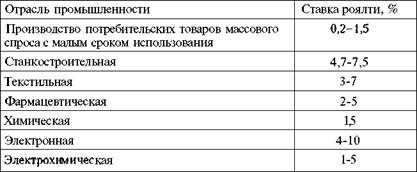 Отрасль промышленности Ставка роялти, %
Производство потребительских товаров массового
спроса с малым сроком использования 0,2–1,5
Станкостроительная 4,7-7,5
Текстильная 3-7
Фармацевтическая 2-5
Химическая 1,5
Электронная 4-10
Электрохимическая 1-5